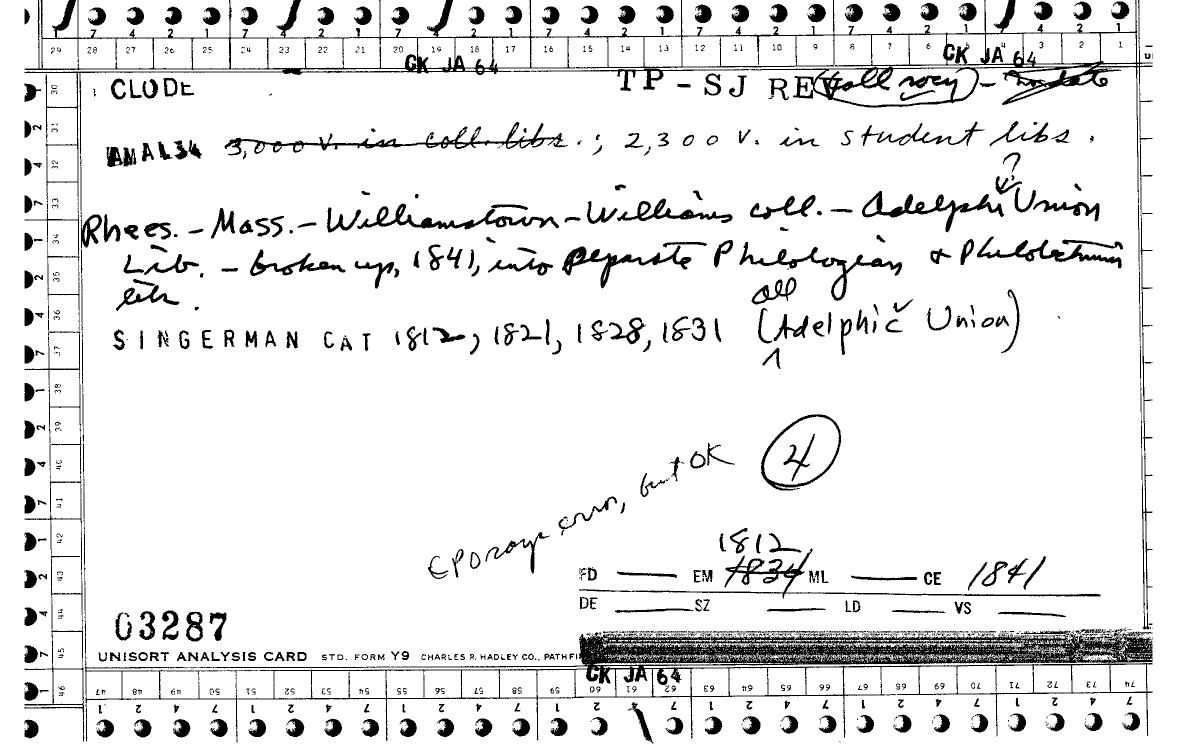 7 4 2 1 7 4 2 1 7 4 2 1 7 4 2 1 7 4 2 1 7 4 2 1 7 4 2 1
29 28 27 26 25 24 23 22 21 20 19 18 17 16 15 14 13 12 11 10 9 8 7 6 5 4 3 2 1
CK JA 64 CK JA 64
CLUDE TP - SJ REV (coll socy) - no date
AMAL34 3,000 v. in coll. libs. ; 2,300 v. in student libs.
?
Rhees. - Mass. - Williamstown - Williams coll. - Adelphi Union
Lib. - broken up, 1841, into separate Philologian & Philotechnian
libs.
all
SINGERMAN CAT 1812, 1821, 1828, 1831 (Adelphic Union)
error, but OK 4
1812
FD EM 1834 ML CE 1841
DE SZ LD VS
03287
UNISORT ANALYSIS CARD STD. FORM Y9 CHARLES R. HADLEY CO., PATHFI
CK JA 64
30 31 32 33 34 35 36 37 38 39 40 41 42 43 44 45 46
47 48 49 50 51 52 53 54 55 56 57 58 59 60 61 62 63 64 65 66 67 68 69 70 71 72 73 74
1 2 4 7 1 2 4 7 1 2 4 7 1 2 4 7 1 2 4 7 1 2 4 7 1 2 4 7